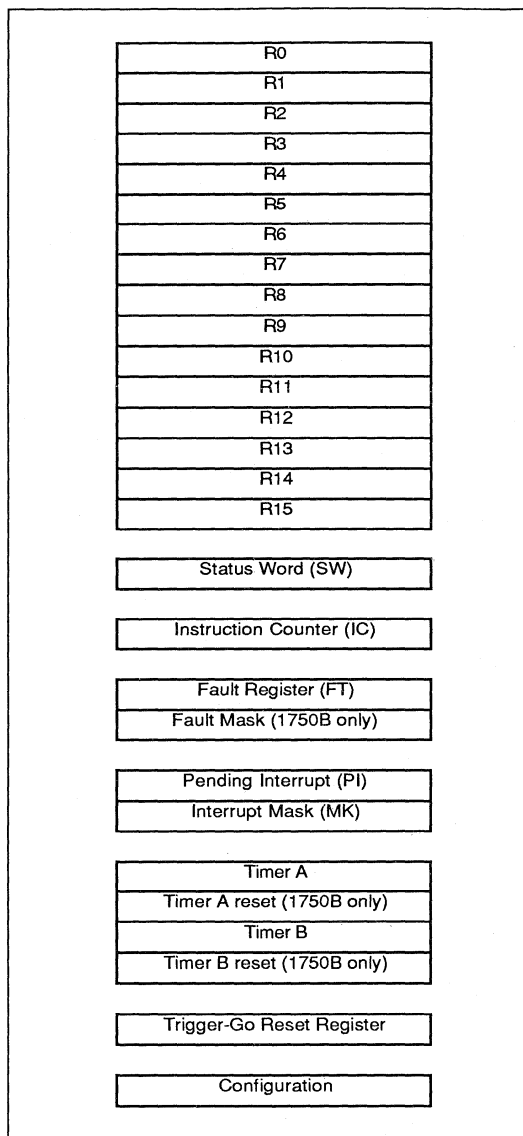 R0
R1
R2
R3
R4
R5
R6
R7
R8
R9
R10
R11
R12
R13
R14
R15
Status Word (SW)
Instruction Counter (IC)
Fault Register (FT)
Fault Mask (1750B only)
Pending Interrupt (PI)
Interrupt Mask (MK)
Timer A
Timer A reset (1750B only)
Timer B
Timer B reset (1750B only)
Trigger-Go Reset Register
Configuration